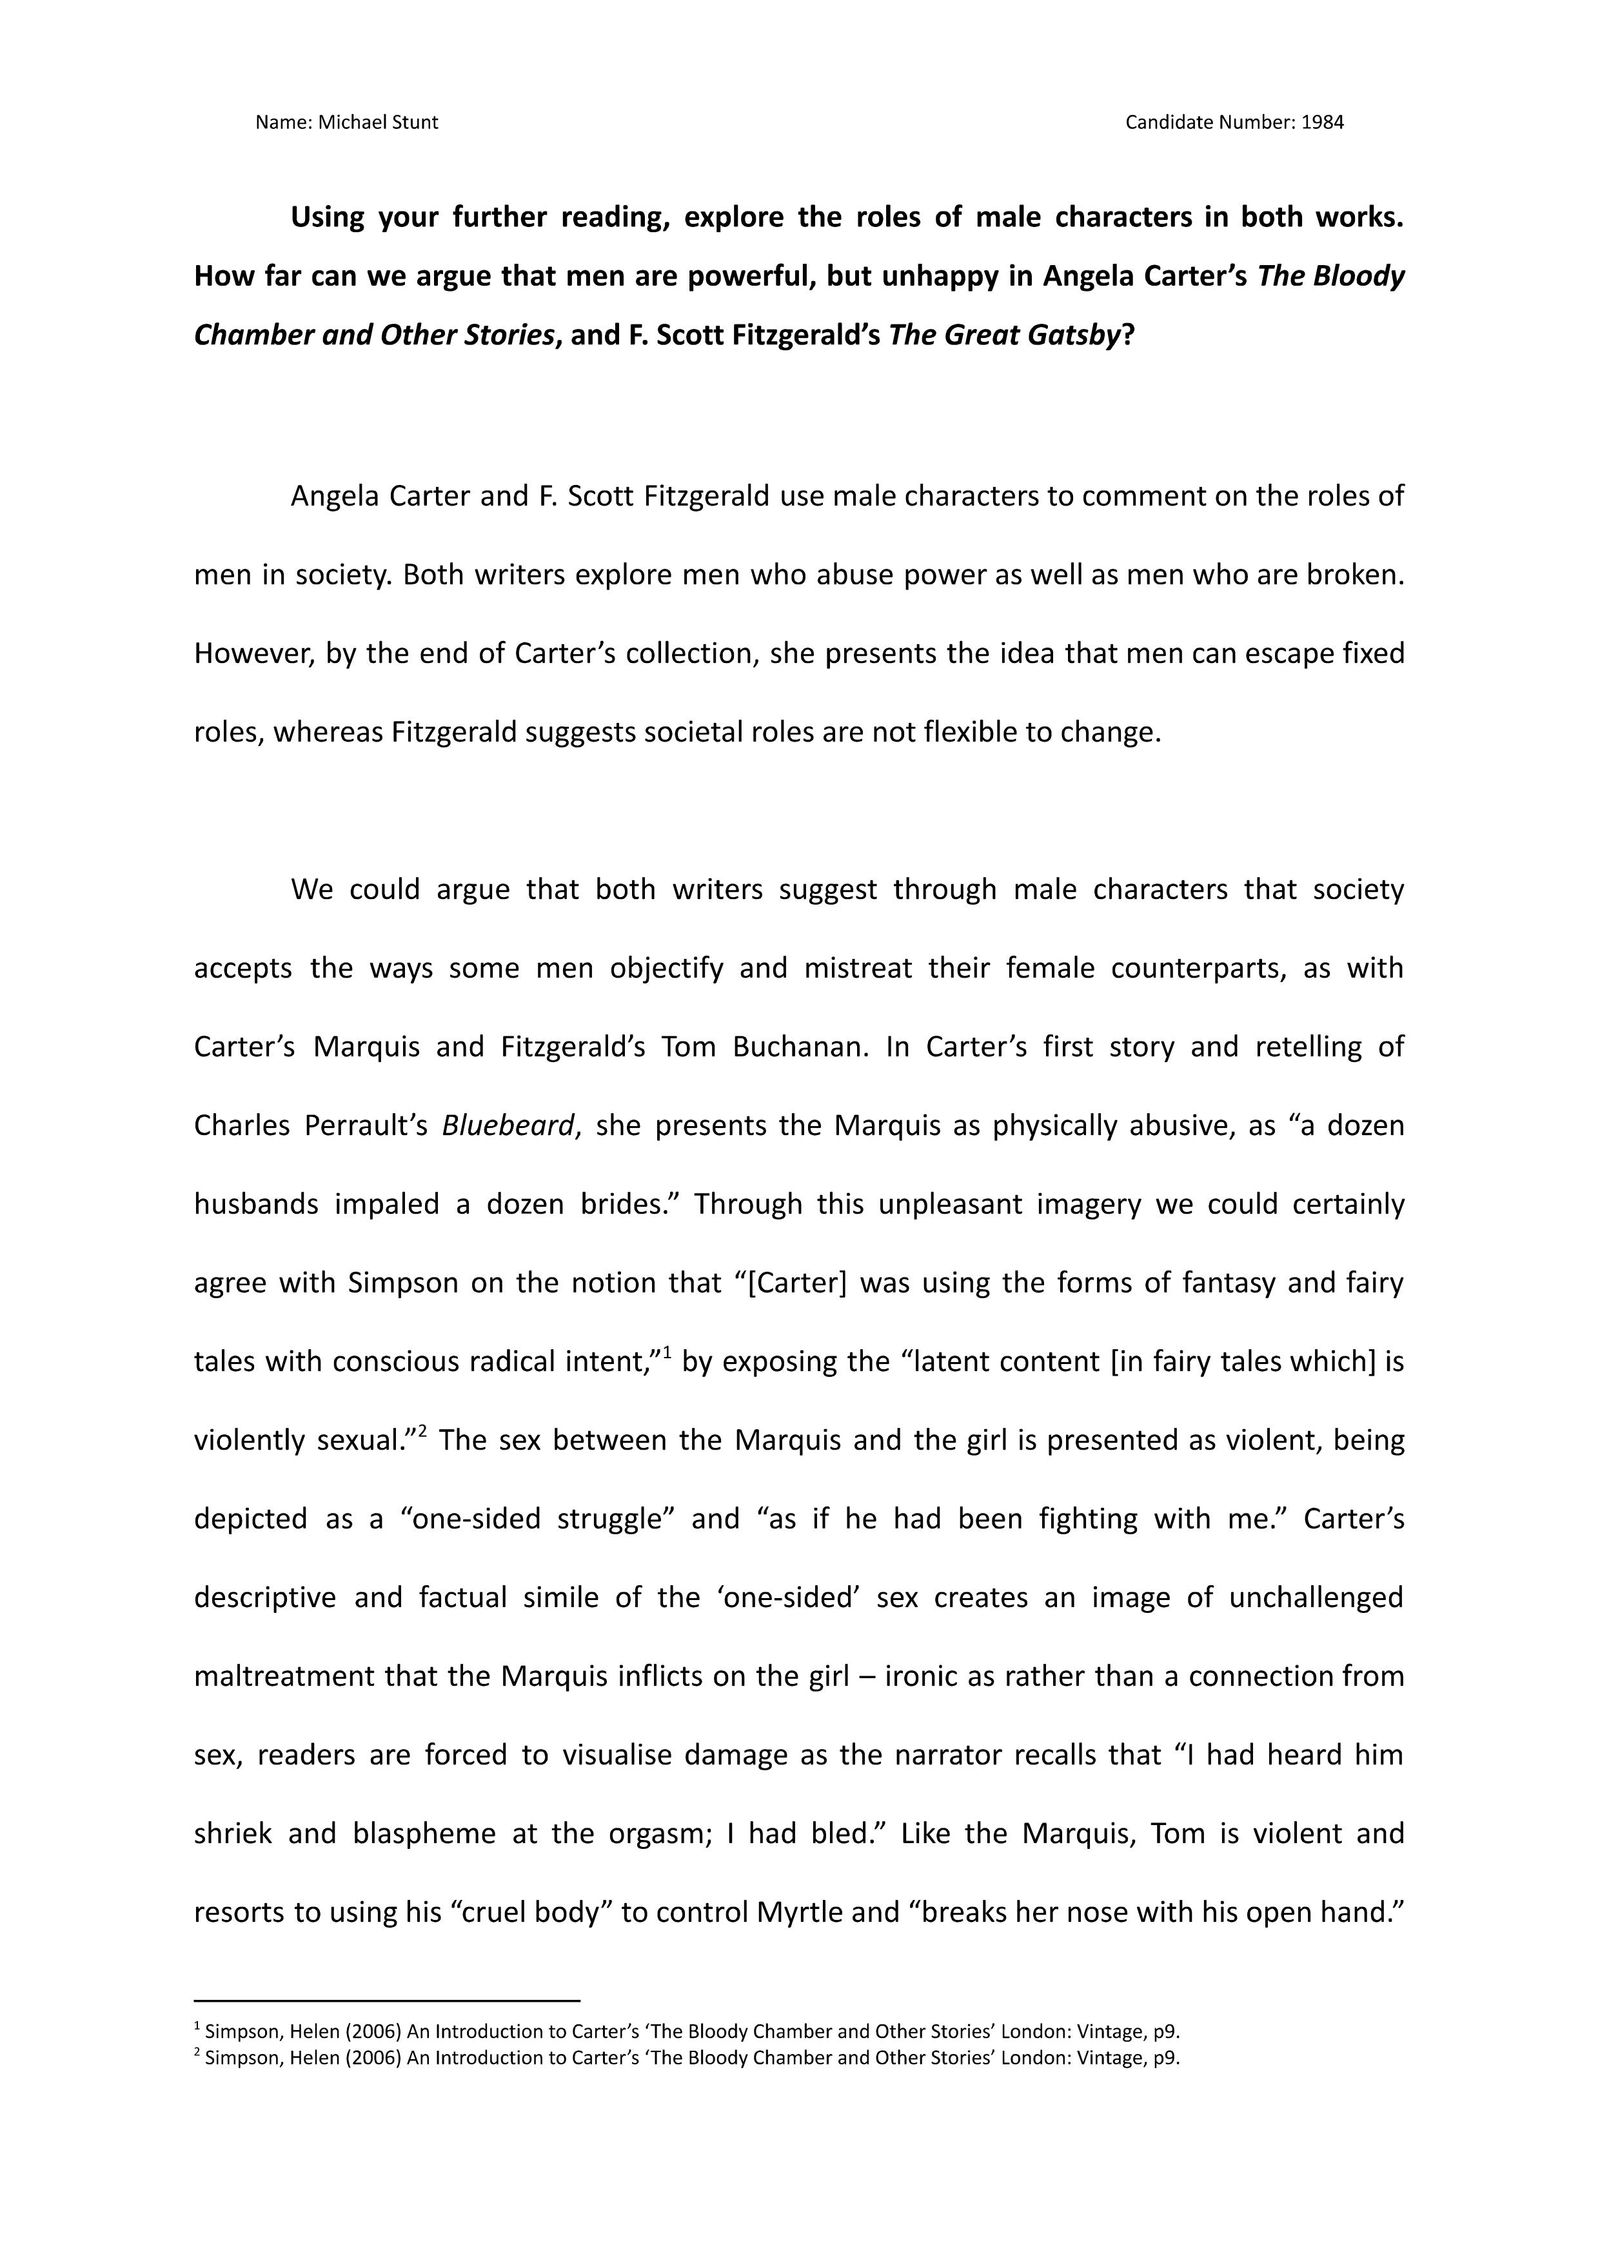 Name: Michael Stunt
Candidate Number: 1984
Using your further reading, explore the roles of male characters in both works.
How far can we argue that men are powerful, but unhappy in Angela Carter’s The Bloody
Chamber and Other Stories, and F. Scott Fitzgerald’s The Great Gatsby?
Angela Carter and F. Scott Fitzgerald use male characters to comment on the roles of
men in society. Both writers explore men who abuse power as well as men who are broken.
However, by the end of Carter’s collection, she presents the idea that men can escape fixed
roles, whereas Fitzgerald suggests societal roles are not flexible to change.
We could argue that both writers suggest through male characters that society
accepts the ways some men objectify and mistreat their female counterparts, as with
Carter’s Marquis and Fitzgerald’s Tom Buchanan. In Carter’s first story and retelling of
Charles Perrault’s Bluebeard, she presents the Marquis as physically abusive, as “a dozen
husbands impaled a dozen brides.” Through this unpleasant imagery we could certainly
agree with Simpson on the notion that “[Carter] was using the forms of fantasy and fairy
tales with conscious radical intent,”1 by exposing the “latent content [in fairy tales which] is
violently sexual.”2 The sex between the Marquis and the girl is presented as violent, being
depicted as a “one-sided struggle” and “as if he had been fighting with me.” Carter’s
descriptive and factual simile of the ‘one-sided’ sex creates an image of unchallenged
maltreatment that the Marquis inflicts on the girl – ironic as rather than a connection from
sex, readers are forced to visualise damage as the narrator recalls that “I had heard him
shriek and blaspheme at the orgasm; I had bled.” Like the Marquis, Tom is violent and
resorts to using his “cruel body” to control Myrtle and “breaks her nose with his open hand.”
1 Simpson, Helen (2006) An Introduction to Carter’s ‘The Bloody Chamber and Other Stories’ London: Vintage, p9.
2 Simpson, Helen (2006) An Introduction to Carter’s ‘The Bloody Chamber and Other Stories’ London: Vintage, p9.